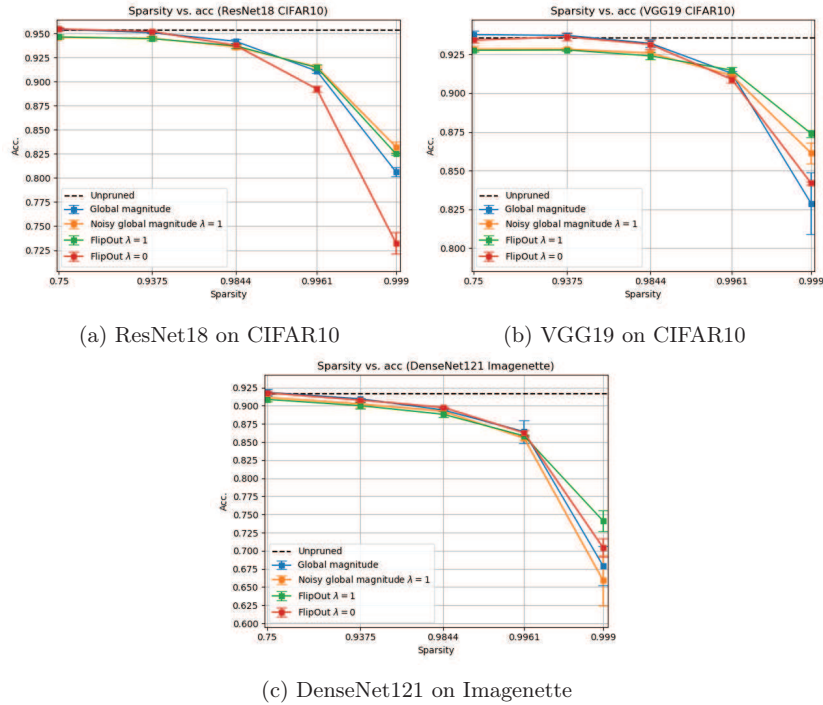 Sparsity vs. acc (ResNet18 CIFAR10)
0.950
0.925
0.900
0.875
0.850
0.825
0.800
0.775
0.750
0.725
Acc.
Unpruned
Global magnitude
Noisy global magnitude λ = 1
FlipOut λ = 1
FlipOut λ = 0
0.75
0.9375
0.9844
0.9961
0.999
Sparsity
(a) ResNet18 on CIFAR10
Sparsity vs. acc (VGG19 CIFAR10)
0.925
0.900
0.875
0.850
0.825
0.800
Acc.
Unpruned
Global magnitude
Noisy global magnitude λ = 1
FlipOut λ = 1
FlipOut λ = 0
0.75
0.9375
0.9844
0.9961
0.999
Sparsity
(b) VGG19 on CIFAR10
Sparsity vs. acc (DenseNet121 Imagenette)
0.925
0.900
0.875
0.850
0.825
0.800
0.775
0.750
0.725
0.700
0.675
0.650
0.625
0.600
Acc.
Unpruned
Global magnitude
Noisy global magnitude λ = 1
FlipOut λ = 1
FlipOut λ = 0
0.75
0.9375
0.9844
0.9961
0.999
Sparsity
(c) DenseNet121 on Imagenette